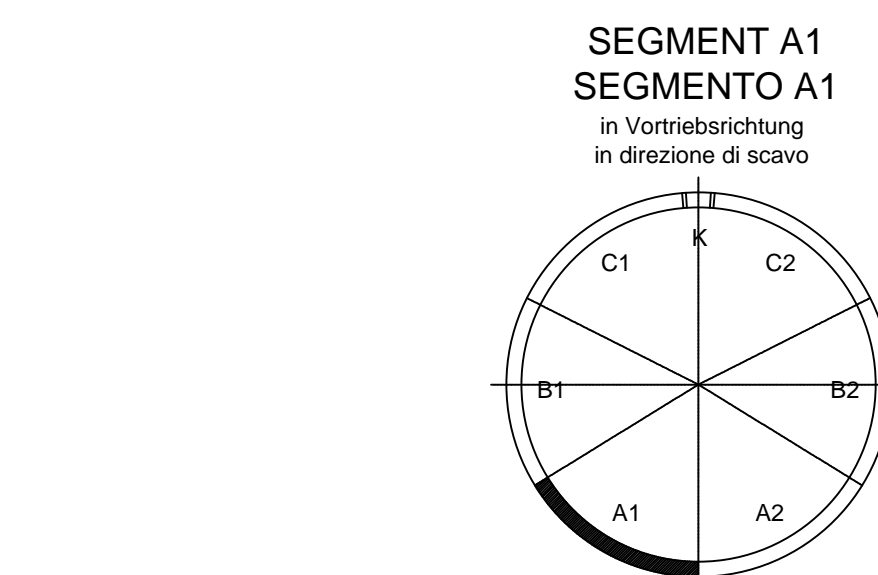 SEGMENT A1
SEGMENTO A1
in Vortriebsrichtung
in direzione di scavo
K
C1
C2
B1
B2
A1
A2